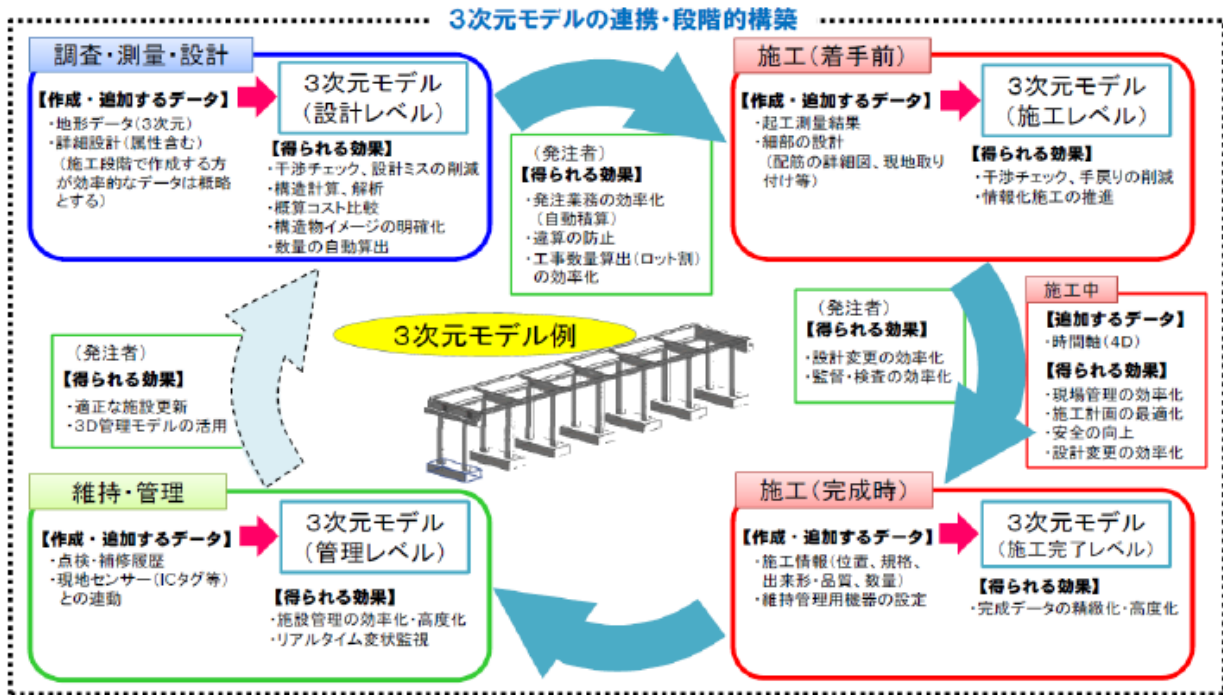 3次元モデルの連携・段階的構築
調査・測量・設計
【作成・追加するデータ】
・地形データ(3次元)
・詳細設計(属性含む)
(施工段階で作成する方
が効率的なデータは概略
とする)
3次元モデル
(設計レベル)
【得られる効果】
・干渉チェック、設計ミスの削減
・構造計算、解析
・概算コスト比較
・構造物イメージの明確化
・数量の自動算出
(発注者)
【得られる効果】
・発注業務の効率化
(自動積算)
・違算の防止
・工事数量算出(ロット割)
の効率化
施工(着手前)
【作成・追加するデータ】
・起工測量結果
・細部の設計
(配筋の詳細図、現地取り
付け等)
3次元モデル
(施工レベル)
【得られる効果】
・干渉チェック、手戻りの削減
・情報化施工の推進
(発注者)
【得られる効果】
・設計変更の効率化
・監督・検査の効率化
施工中
【追加するデータ】
・時間軸(4D)
【得られる効果】
・現場管理の効率化
・施工計画の最適化
・安全の向上
・設計変更の効率化
3次元モデル例
(発注者)
【得られる効果】
・適正な施設更新
・3D管理モデルの活用
維持・管理
【作成・追加するデータ】
・点検・補修履歴
・現地センサー(ICタグ等)
との連動
3次元モデル
(管理レベル)
【得られる効果】
・施設管理の効率化・高度化
・リアルタイム変状監視
施工(完成時)
【作成・追加するデータ】
・施工情報(位置、規格、
出来形・品質、数量)
・維持管理用機器の設定
3次元モデル
(施工完了レベル)
【得られる効果】
・完成データの精緻化・高度化